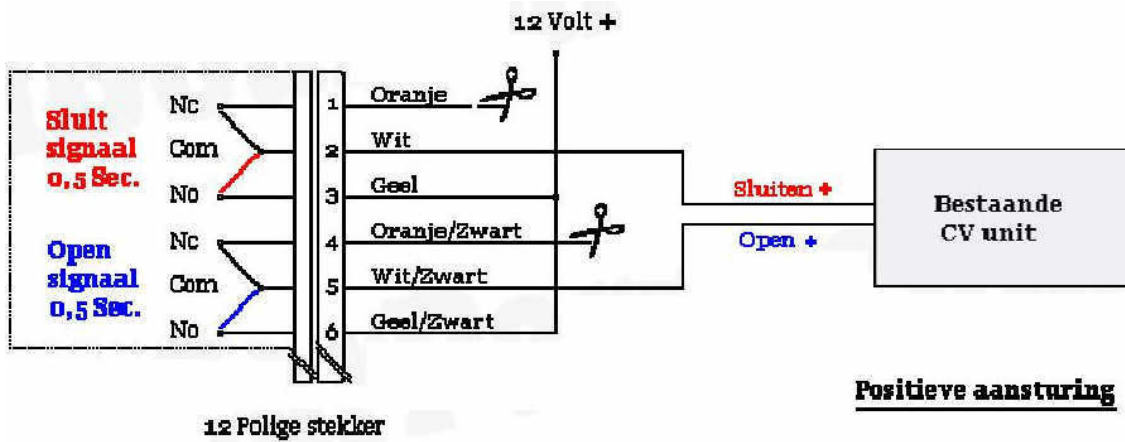 12 Volt +
Sluit
signaal
0,5 Sec.
Nc
Com
No
Open
signaal
0,5 Sec.
Nc
Com
No
1
2
3
4
5
6
Oranje
Wit
Geel
Oranje/Zwart
Wit/Zwart
Geel/Zwart
Sluiten +
Open +
Bestaande
CV unit
12 Polige stekker
Positieve aansturing